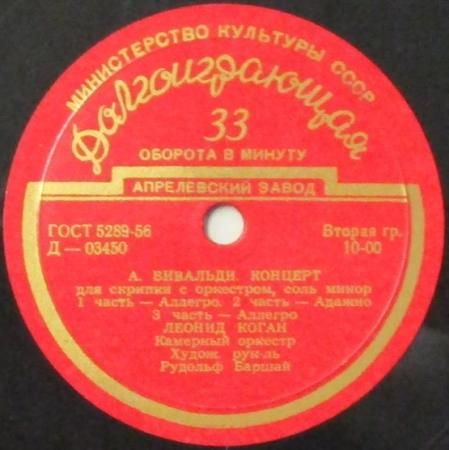 МИНИСТЕРСТВО КУЛЬТУРЫ СССР
Долгоиграющая
33
ОБОРОТА В МИНУТУ
АПРЕЛЕВСКИЙ ЗАВОД
ГОСТ 5289-56 Вторая гр.
Д — 03450 10-00
А. ВИВАЛЬДИ. КОНЦЕРТ
для скрипки с оркестром, соль минор
1 часть — Аллегро. 2 часть — Адажио
3 часть — Аллегро
ЛЕОНИД КОГАН
Камерный оркестр
Худож. рук-ль
Рудольф Баршай